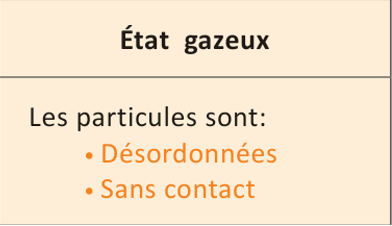 État gazeux
Les particules sont:
• Désordonnées
• Sans contact